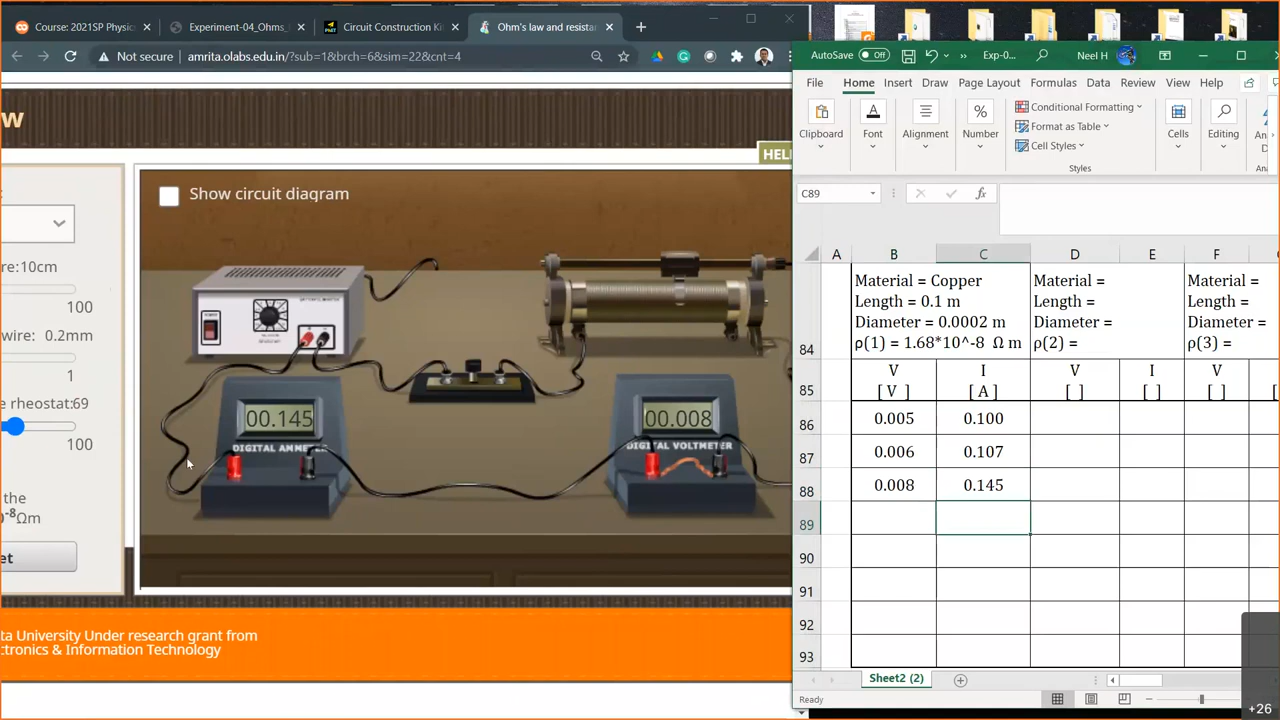 Course: 2021SP Physic
Experiment-04_Ohm
Circuit Construction Ki
Ohm's law and resistan
Not secure
amrita.olabs.edu.in/?sub=1&brch=6&sim=22&cnt=4
w
HEL
re:10cm
100
wire: 0.2mm
1
e rheostat:69
100
the
-8Ωm
et
Show circuit diagram
00.145
DIGITAL AMMETER
00.008
DIGITAL VOLTMETER
ta University Under research grant from
ctronics & Information Technology
AutoSave Off
Exp-0...
Neel H
File Home Insert Draw Page Layout Formulas Data Review View Help
Clipboard
Font
Alignment
Number
Conditional Formatting
Format as Table
Cell Styles
Styles
Cells
Editing
An
C89
fx
A B C D E F
84
Material = Copper
Length = 0.1 m
Diameter = 0.0002 m
ρ(1) = 1.68*10^-8 Ω m
Material =
Length =
Diameter =
ρ(2) =
Material =
Length =
Diameter =
ρ(3) =
85 V I V I V
[ V ] [ A ] [ ] [ ] [ ] [
86 0.005 0.100
87 0.006 0.107
88 0.008 0.145
89
90
91
92
93
Sheet2 (2)
Ready
+26